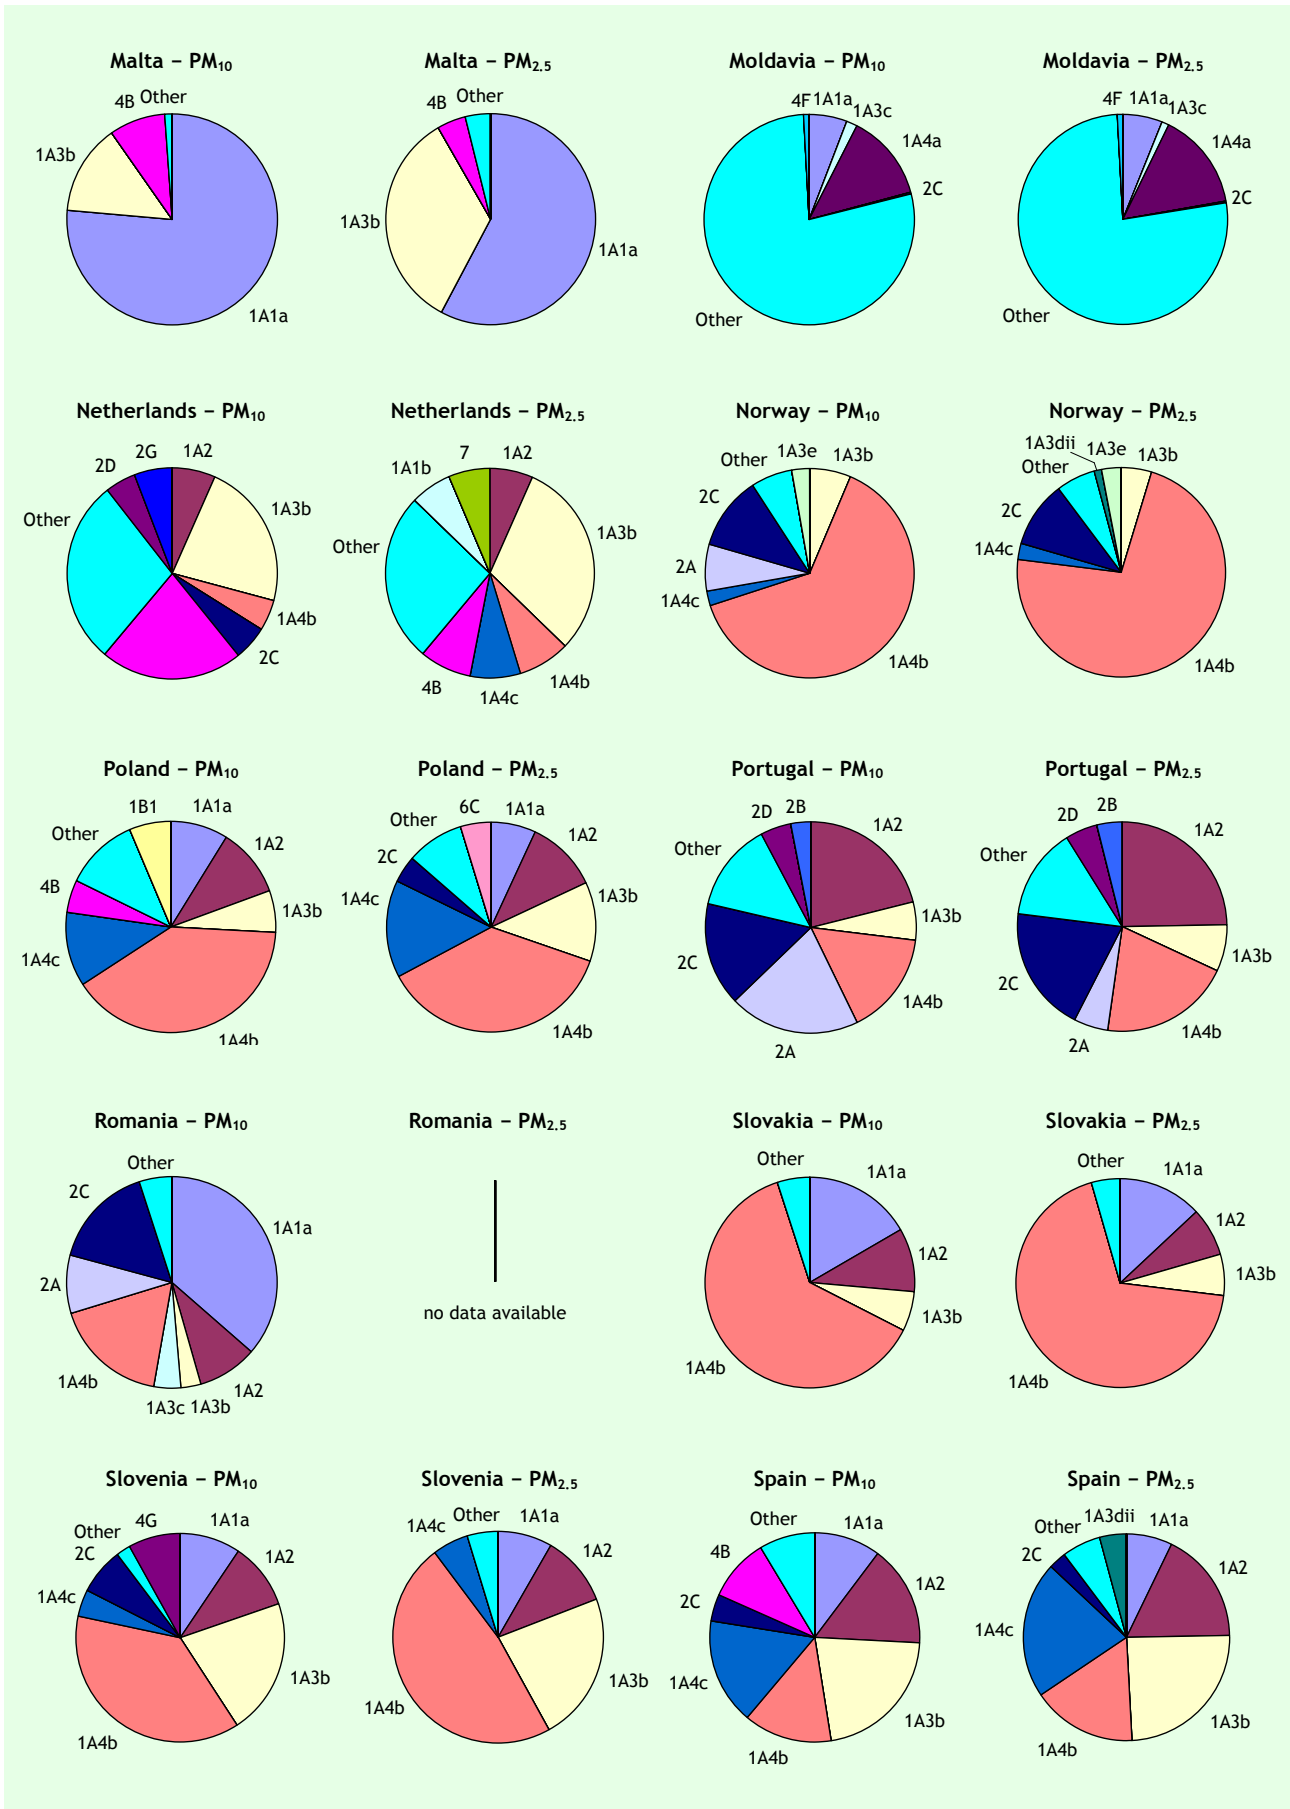 Malta – PM10
Malta – PM2.5
Moldavia – PM10
Moldavia – PM2.5
4B Other
1A3b
1A1a
4B Other
1A3b
1A1a
4F 1A1a 1A3c
1A4a
2C
Other
4F 1A1a 1A3c
1A4a
2C
Other
Netherlands – PM10
Netherlands – PM2.5
Norway – PM10
Norway – PM2.5
2D 2G 1A2
1A3b
Other
1A4b
2C
1A1b 7 1A2
1A3b
Other
4B 1A4c 1A4b
Other 1A3e 1A3b
2C
2A
1A4c
1A4b
1A3dii 1A3e 1A3b
Other
2C
1A4c
1A4b
Poland – PM10
Poland – PM2.5
Portugal – PM10
Portugal – PM2.5
1B1 1A1a
Other 1A2
4B
1A3b
1A4c
1A4b
6C 1A1a
Other 1A2
2C
1A4c 1A3b
1A4b
2D 2B 1A2
Other
1A3b
2C
1A4b
2A
2D 2B 1A2
Other
1A3b
2C
1A4b
2A
Romania – PM10
Romania – PM2.5
Slovakia – PM10
Slovakia – PM2.5
Other
2C
1A1a
2A
1A4b
1A2
1A3c 1A3b
no data available
Other 1A1a
1A2
1A3b
1A4b
Other 1A1a
1A2
1A3b
1A4b
Slovenia – PM10
Slovenia – PM2.5
Spain – PM10
Spain – PM2.5
4G 1A1a
Other
2C 1A2
1A4c
1A3b
1A4b
Other 1A1a
1A4c 1A2
1A3b
1A4b
Other 1A1a
4B
1A2
2C
1A4c
1A3b
1A4b
1A3dii 1A1a
Other
2C 1A2
1A4c
1A3b
1A4b